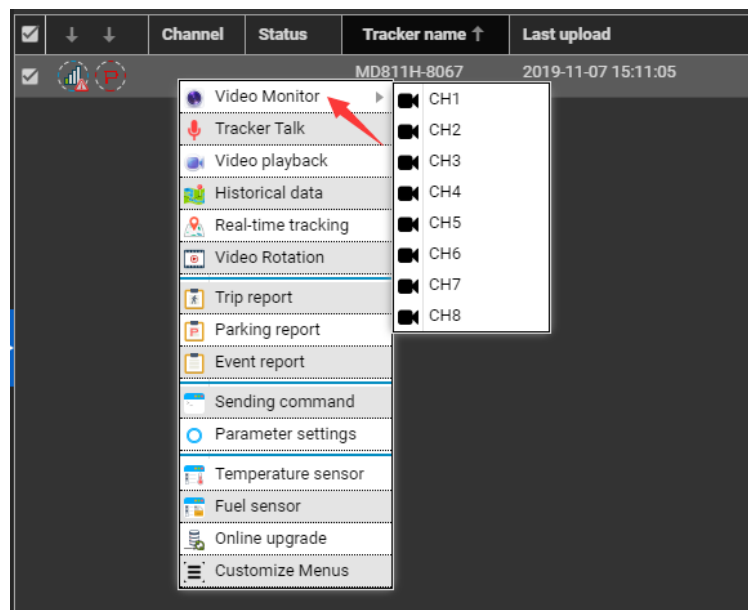 Channel Status Tracker name ↑ Last upload
P MD811H-8067 2019-11-07 15:11:05
Video Monitor
Tracker Talk
Video playback
Historical data
Real-time tracking
Video Rotation
Trip report
P Parking report
Event report
Sending command
Parameter settings
Temperature sensor
Fuel sensor
Online upgrade
Customize Menus
CH1
CH2
CH3
CH4
CH5
CH6
CH7
CH8